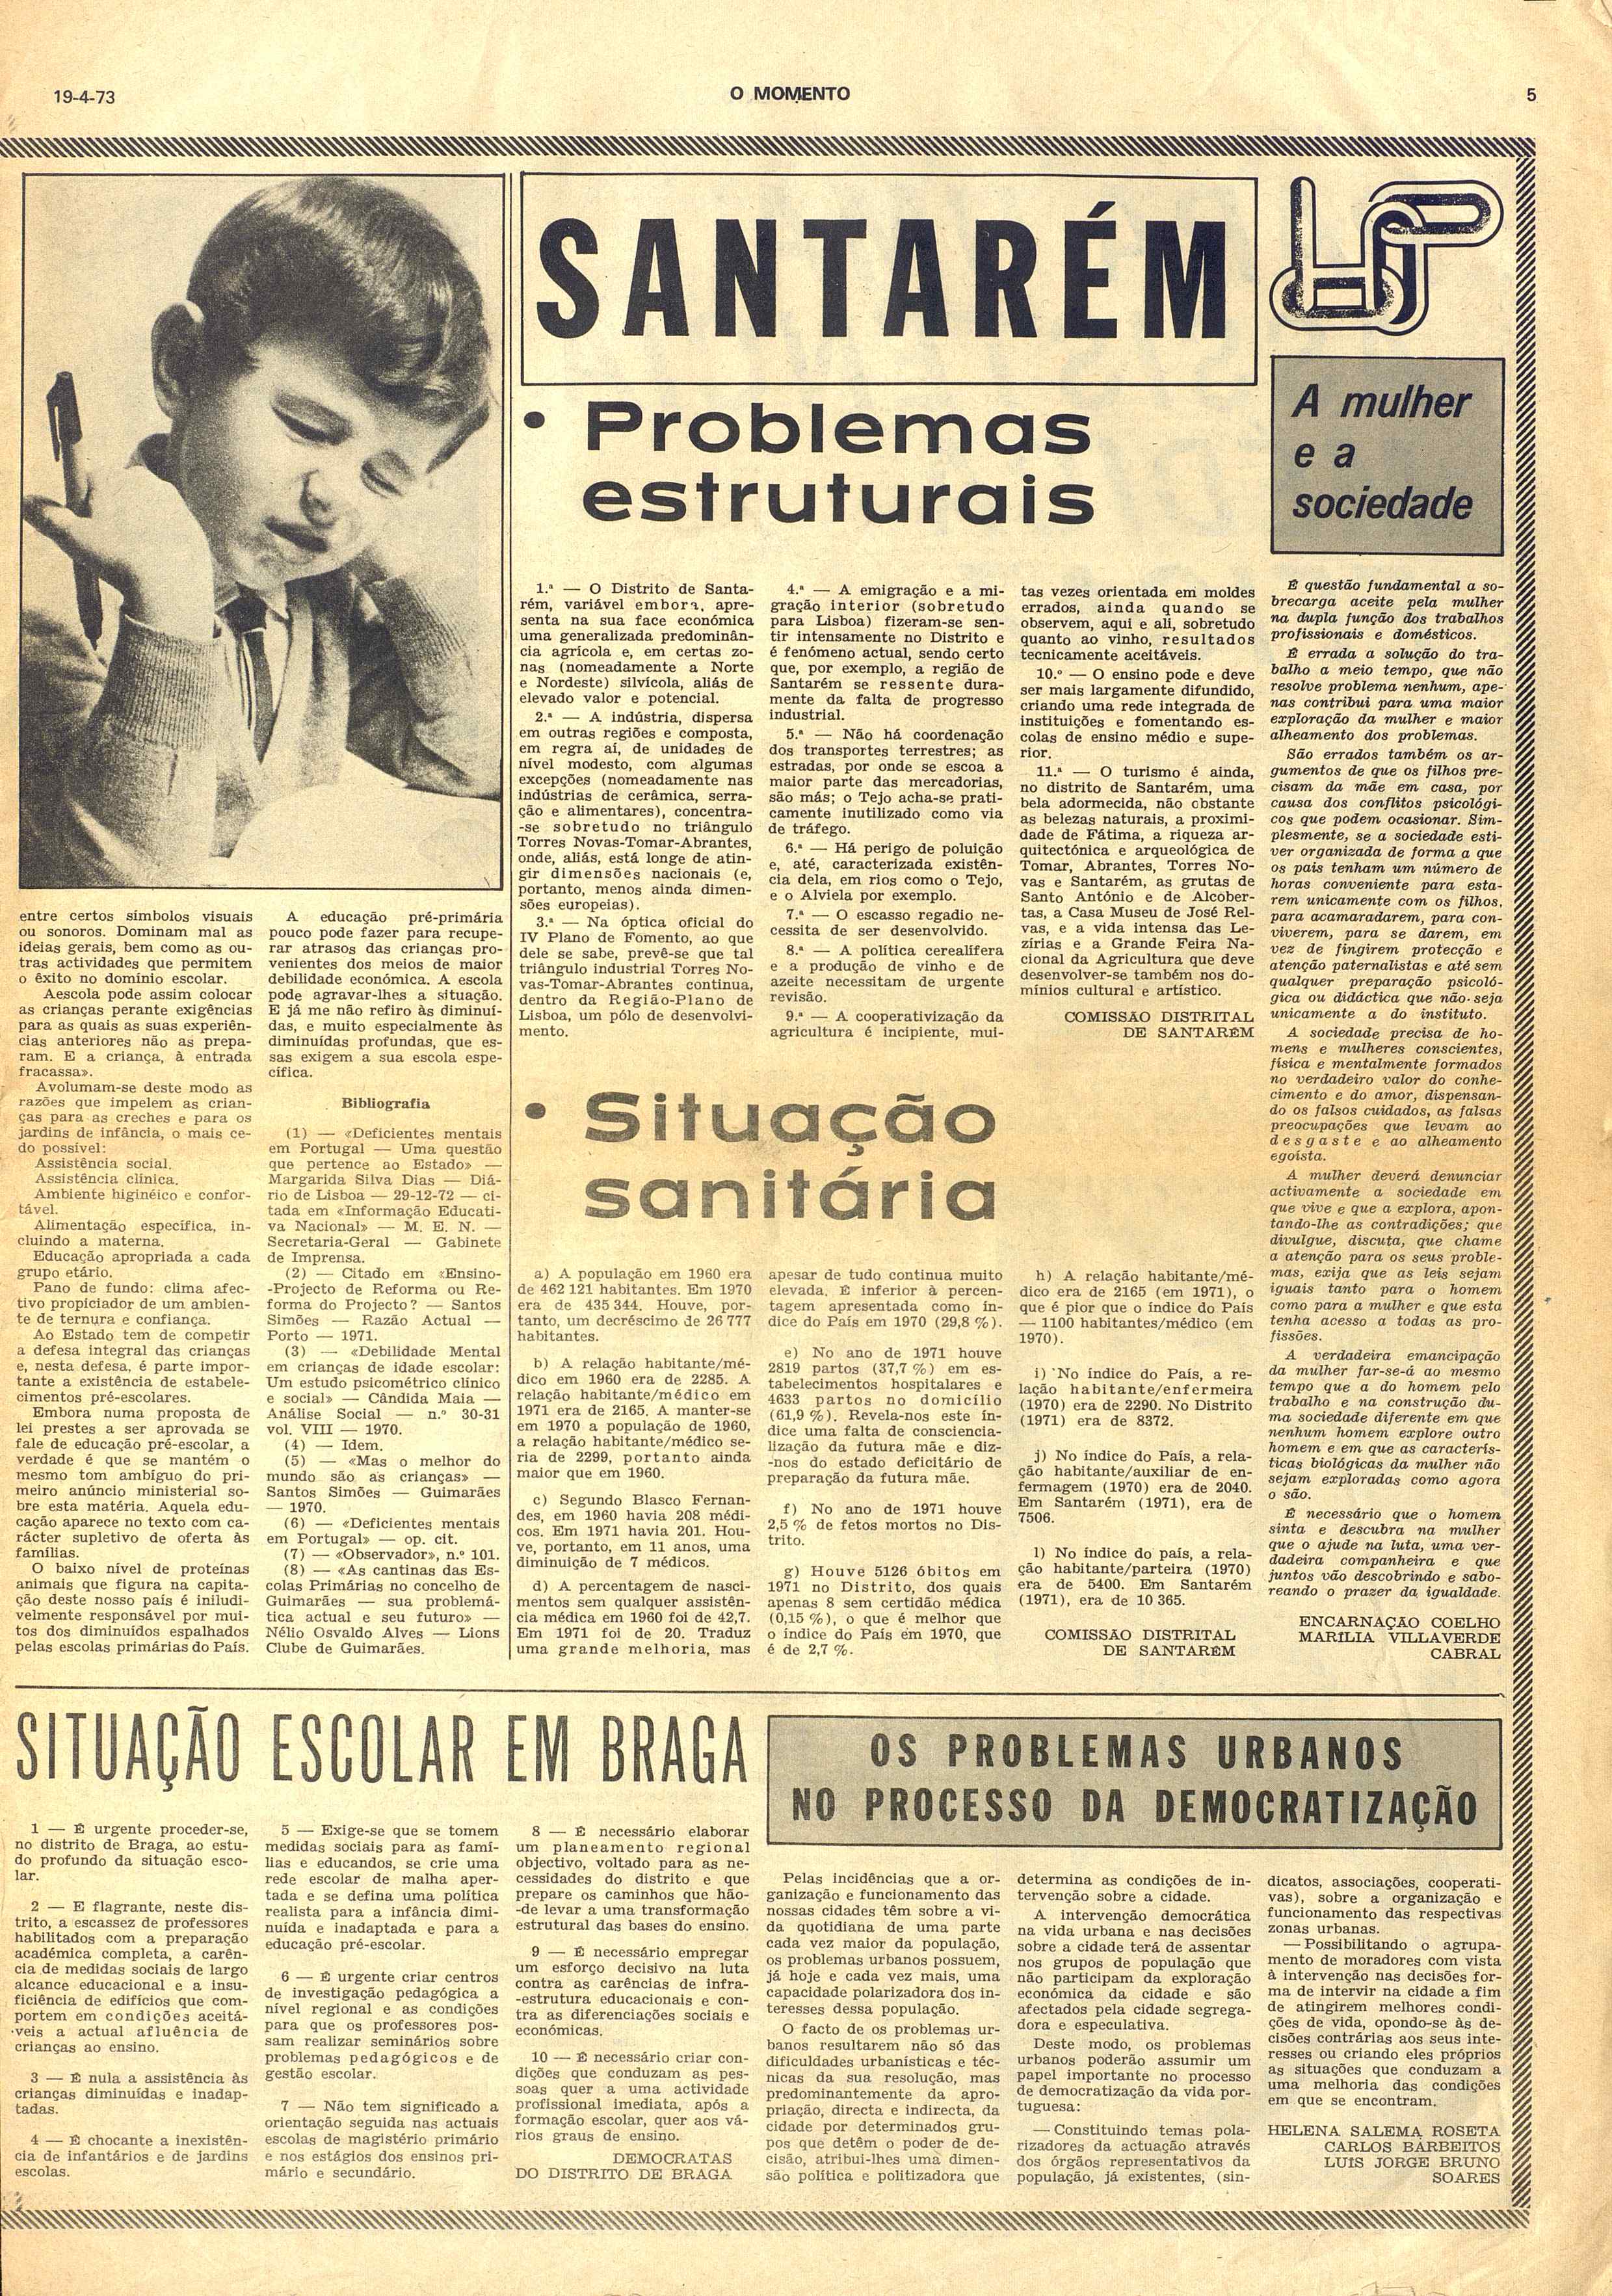 19-4-73
O MOMENTO
5
entre certos símbolos visuais
ou sonoros. Dominam mal as
ideias gerais, bem como as ou-
tras actividades que permitem
o êxito no domínio escolar.
Aescola pode assim colocar
as crianças perante exigências
para as quais as suas experiên-
cias anteriores não as prepa-
ram. E a criança, à entrada
fracassa».
Avolumam-se deste modo as
razões que impelem as crian-
ças para as creches e para os
jardins de infância, o mais ce-
do possível:
Assistência social.
Assistência clínica.
Ambiente higinéico e confor-
tável.
Alimentação específica, in-
cluindo a materna.
Educação apropriada a cada
grupo etário.
Pano de fundo: clima afec-
tivo propiciador de um ambien-
te de ternura e confiança.
Ao Estado tem de competir
a defesa integral das crianças
e, nesta defesa, é parte impor-
tante a existência de estabele-
cimentos pré-escolares.
Embora numa proposta de
lei prestes a ser aprovada se
fale de educação pré-escolar, a
verdade é que se mantém o
mesmo tom ambíguo do pri-
meiro anúncio ministerial so-
bre esta matéria. Aquela edu-
cação aparece no texto com ca-
rácter supletivo de oferta às
famílias.
O baixo nível de proteínas
animais que figura na capita-
ção deste nosso país é iniludi-
velmente responsável por mui-
tos dos diminuídos espalhados
pelas escolas primárias do País.
A educação pré-primária
pouco pode fazer para recupe-
rar atrasos das crianças pro-
venientes dos meios de maior
debilidade económica. A escola
pode agravar-lhes a situação.
E já me não refiro às diminuí-
das, e muito especialmente às
diminuídas profundas, que es-
sas exigem a sua escola espe-
cífica.
Bibliografia
(1) — «Deficientes mentais
em Portugal — Uma questão
que pertence ao Estado» —
Margarida Silva Dias — Diá-
rio de Lisboa — 29-12-72 — ci-
tada em «Informação Educati-
va Nacional» — M. E. N. —
Secretaria-Geral — Gabinete
de Imprensa.
(2) — Citado em «Ensino-
-Projecto de Reforma ou Re-
forma do Projecto? — Santos
Simões — Razão Actual —
Porto — 1971.
(3) — «Debilidade Mental
em crianças de idade escolar:
Um estudo psicométrico clínico
e social» — Cândida Maia —
Análise Social — n.º 30-31
vol. VIII — 1970.
(4) — Idem.
(5) — «Mas o melhor do
mundo são as crianças» —
Santos Simões — Guimarães
— 1970.
(6) — «Deficientes mentais
em Portugal» — op. cit.
(7) — «Observador», n.º 101.
(8) — «As cantinas das Es-
colas Primárias no concelho de
Guimarães — sua problemá-
tica actual e seu futuro» —
Nélio Osvaldo Alves — Lions
Clube de Guimarães.
SANTARÉM
• Problemas
estruturais
1.ª — O Distrito de Santa-
rém, variável embora, apre-
senta na sua face económica
uma generalizada predominân-
cia agrícola e, em certas zo-
nas (nomeadamente a Norte
e Nordeste) silvícola, aliás de
elevado valor e potencial.
2.ª — A indústria, dispersa
em outras regiões e composta,
em regra aí, de unidades de
nível modesto, com algumas
excepções (nomeadamente nas
indústrias de cerâmica, serra-
ção e alimentares), concentra-
-se sobretudo no triângulo
Torres Novas-Tomar-Abrantes,
onde, aliás, está longe de atin-
gir dimensões nacionais (e,
portanto, menos ainda dimen-
sões europeias).
3.ª — Na óptica oficial do
IV Plano de Fomento, ao que
dele se sabe, prevê-se que tal
triângulo industrial Torres No-
vas-Tomar-Abrantes continua,
dentro da Região-Plano de
Lisboa, um pólo de desenvolvi-
mento.
4.ª — A emigração e a mi-
gração interior (sobretudo
para Lisboa) fizeram-se sen-
tir intensamente no Distrito e
é fenómeno actual, sendo certo
que, por exemplo, a região de
Santarém se ressente dura-
mente da falta de progresso
industrial.
5.ª — Não há coordenação
dos transportes terrestres; as
estradas, por onde se escoa a
maior parte das mercadorias,
são más; o Tejo acha-se prati-
camente inutilizado como via
de tráfego.
6.ª — Há perigo de poluição
e, até, caracterizada existên-
cia dela, em rios como o Tejo,
e o Alviela por exemplo.
7.ª — O escasso regadio ne-
cessita de ser desenvolvido.
8.ª — A política cerealífera
e a produção de vinho e de
azeite necessitam de urgente
revisão.
9.ª — A cooperativização da
agricultura é incipiente, mui-
tas vezes orientada em moldes
errados, ainda quando se
observem, aqui e ali, sobretudo
quanto ao vinho, resultados
tecnicamente aceitáveis.
10.º — O ensino pode e deve
ser mais largamente difundido,
criando uma rede integrada de
instituições e fomentando es-
colas de ensino médio e supe-
rior.
11.ª — O turismo é ainda,
no distrito de Santarém, uma
bela adormecida, não obstante
as belezas naturais, a proximi-
dade de Fátima, a riqueza ar-
quitectónica e arqueológica de
Tomar, Abrantes, Torres No-
vas e Santarém, as grutas de
Santo António e de Alcober-
tas, a Casa Museu de José Rel-
vas, e a vida intensa das Le-
zírias e a Grande Feira Na-
cional da Agricultura que deve
desenvolver-se também nos do-
mínios cultural e artístico.
COMISSÃO DISTRITAL
DE SANTARÉM
• Situação
sanitária
a) A população em 1960 era
de 462 121 habitantes. Em 1970
era de 435 344. Houve, por-
tanto, um decréscimo de 26 777
habitantes.
b) A relação habitante/mé-
dico em 1960 era de 2285. A
relação habitante/médico em
1971 era de 2165. A manter-se
em 1970 a população de 1960,
a relação habitante/médico se-
ria de 2299, portanto ainda
maior que em 1960.
c) Segundo Blasco Fernan-
des, em 1960 havia 208 médi-
cos. Em 1971 havia 201. Hou-
ve, portanto, em 11 anos, uma
diminuição de 7 médicos.
d) A percentagem de nasci-
mentos sem qualquer assistên-
cia médica em 1960 foi de 42,7.
Em 1971 foi de 20. Traduz
uma grande melhoria, mas
apesar de tudo continua muito
elevada. É inferior à percen-
tagem apresentada como ín-
dice do País em 1970 (29,8 %).
e) No ano de 1971 houve
2819 partos (37,7 %) em es-
tabelecimentos hospitalares e
4633 partos no domicílio
(61,9 %). Revela-nos este ín-
dice uma falta de consciencia-
lização da futura mãe e diz-
-nos do estado deficitário de
preparação da futura mãe.
f) No ano de 1971 houve
2,5 % de fetos mortos no Dis-
trito.
g) Houve 5126 óbitos em
1971 no Distrito, dos quais
apenas 8 sem certidão médica
(0,15 %), o que é melhor que
o índice do País em 1970, que
é de 2,7 %.
h) A relação habitante/mé-
dico era de 2165 (em 1971), o
que é pior que o índice do País
— 1100 habitantes/médico (em
1970).
i) No índice do País, a re-
lação habitante/enfermeira
(1970) era de 2290. No Distrito
(1971) era de 8372.
j) No índice do País, a rela-
ção habitante/auxiliar de en-
fermagem (1970) era de 2040.
Em Santarém (1971), era de
7506.
l) No índice do país, a rela-
ção habitante/parteira (1970)
era de 5400. Em Santarém
(1971), era de 10 365.
COMISSÃO DISTRITAL
DE SANTARÉM
A mulher
e a
sociedade
É questão fundamental a so-
brecarga aceite pela mulher
na dupla função dos trabalhos
profissionais e domésticos.
É errada a solução do tra-
balho a meio tempo, que não
resolve problema nenhum, ape-
nas contribui para uma maior
exploração da mulher e maior
alheamento dos problemas.
São errados também os ar-
gumentos de que os filhos pre-
cisam da mãe em casa, por
causa dos conflitos psicológi-
cos que podem ocasionar. Sim-
plesmente, se a sociedade esti-
ver organizada de forma a que
os pais tenham um número de
horas conveniente para esta-
rem unicamente com os filhos,
para acamaradarem, para con-
viverem, para se darem, em
vez de fingirem protecção e
atenção paternalistas e até sem
qualquer preparação psicoló-
gica ou didáctica que não seja
unicamente a do instituto.
A sociedade precisa de ho-
mens e mulheres conscientes,
física e mentalmente formados
no verdadeiro valor do conhe-
cimento e do amor, dispensan-
do os falsos cuidados, as falsas
preocupações que levam ao
desgaste e ao alheamento
egoísta.
A mulher deverá denunciar
activamente a sociedade em
que vive e que a explora, apon-
tando-lhe as contradições; que
divulgue, discuta, que chame
a atenção para os seus proble-
mas, exija que as leis sejam
iguais tanto para o homem
como para a mulher e que esta
tenha acesso a todas as pro-
fissões.
A verdadeira emancipação
da mulher far-se-á ao mesmo
tempo que a do homem pelo
trabalho e na construção du-
ma sociedade diferente em que
nenhum homem explore outro
homem e em que as caracterís-
ticas biológicas da mulher não
sejam exploradas como agora
o são.
É necessário que o homem
sinta e descubra na mulher
que o ajude na luta, uma ver-
dadeira companheira e que
juntos vão descobrindo e sabo-
reando o prazer da igualdade.
ENCARNAÇÃO COELHO
MARÍLIA VILLAVERDE
CABRAL
SITUAÇÃO ESCOLAR EM BRAGA
1 — É urgente proceder-se,
no distrito de Braga, ao estu-
do profundo da situação esco-
lar.
2 — E flagrante, neste dis-
trito, a escassez de professores
habilitados com a preparação
académica completa, a carên-
cia de medidas sociais de largo
alcance educacional e a insu-
ficiência de edifícios que com-
portem em condições aceitá-
veis a actual afluência de
crianças ao ensino.
3 — É nula a assistência às
crianças diminuídas e inadap-
tadas.
4 — É chocante a inexistên-
cia de infantários e de jardins
escolas.
5 — Exige-se que se tomem
medidas sociais para as famí-
lias e educandos, se crie uma
rede escolar de malha aper-
tada e se defina uma política
realista para a infância dimi-
nuída e inadaptada e para a
educação pré-escolar.
6 — É urgente criar centros
de investigação pedagógica a
nível regional e as condições
para que os professores pos-
sam realizar seminários sobre
problemas pedagógicos e de
gestão escolar.
7 — Não tem significado a
orientação seguida nas actuais
escolas de magistério primário
e nos estágios dos ensinos pri-
mário e secundário.
8 — É necessário elaborar
um planeamento regional
objectivo, voltado para as ne-
cessidades do distrito e que
prepare os caminhos que hão-
-de levar a uma transformação
estrutural das bases do ensino.
9 — É necessário empregar
um esforço decisivo na luta
contra as carências de infra-
-estrutura educacionais e con-
tra as diferenciações sociais e
económicas.
10 — É necessário criar con-
dições que conduzam as pes-
soas quer a uma actividade
profissional imediata, após a
formação escolar, quer aos vá-
rios graus de ensino.
DEMOCRATAS
DO DISTRITO DE BRAGA
OS PROBLEMAS URBANOS
NO PROCESSO DA DEMOCRATIZAÇÃO
Pelas incidências que a or-
ganização e funcionamento das
nossas cidades têm sobre a vi-
da quotidiana de uma parte
cada vez maior da população,
os problemas urbanos possuem,
já hoje e cada vez mais, uma
capacidade polarizadora dos in-
teresses dessa população.
O facto de os problemas ur-
banos resultarem não só das
dificuldades urbanísticas e téc-
nicas da sua resolução, mas
predominantemente da apro-
priação, directa e indirecta, da
cidade por determinados gru-
pos que detêm o poder de de-
cisão, atribui-lhes uma dimen-
são política e politizadora que
determina as condições de in-
tervenção sobre a cidade.
A intervenção democrática
na vida urbana e nas decisões
sobre a cidade terá de assentar
nos grupos de população que
não participam da exploração
económica da cidade e são
afectados pela cidade segrega-
dora e especulativa.
Deste modo, os problemas
urbanos poderão assumir um
papel importante no processo
de democratização da vida por-
tuguesa:
— Constituindo temas pola-
rizadores da actuação através
dos órgãos representativos da
população, já existentes, (sin-
dicatos, associações, cooperati-
vas), sobre a organização e
funcionamento das respectivas
zonas urbanas.
— Possibilitando o agrupa-
mento de moradores com vista
à intervenção nas decisões for-
ma de intervir na cidade a fim
de atingirem melhores condi-
ções de vida, opondo-se às de-
cisões contrárias aos seus inte-
resses ou criando eles próprios
as situações que conduzam a
uma melhoria das condições
em que se encontram.
HELENA SALEMA ROSETA
CARLOS BARBEITOS
LUIS JORGE BRUNO
SOARES